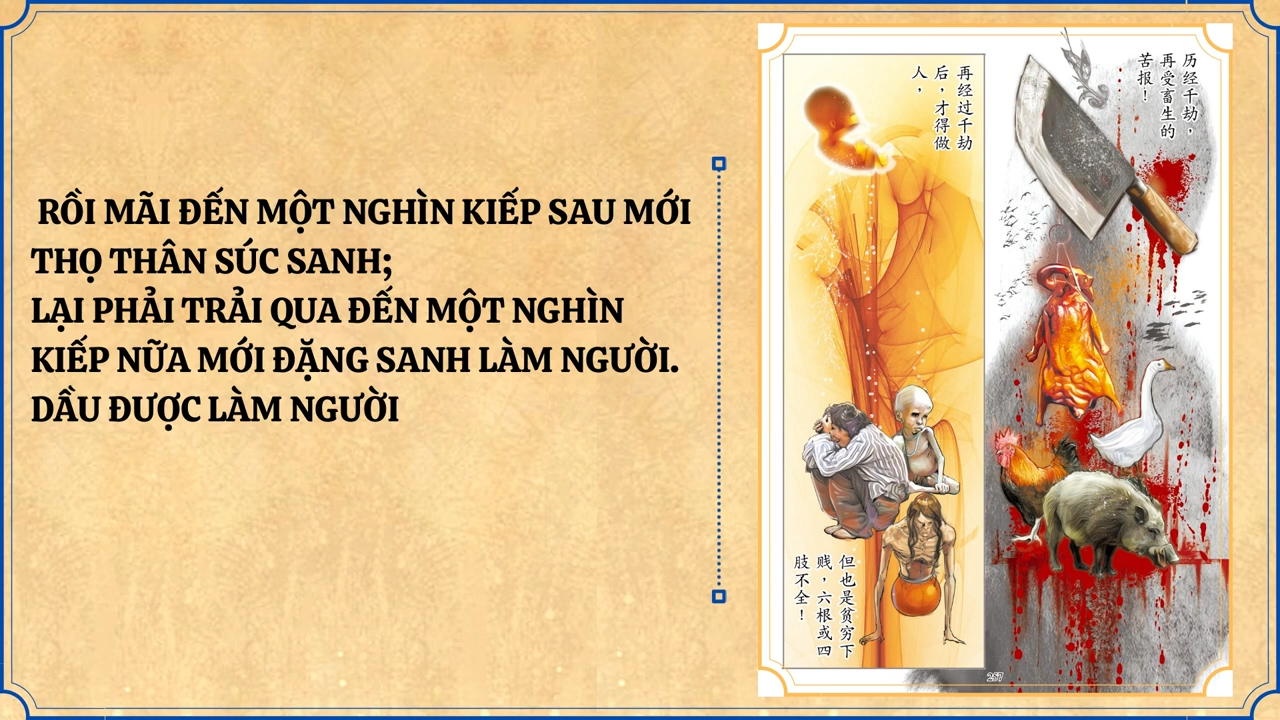 RỒI MÃI ĐẾN MỘT NGHÌN KIẾP SAU MỚI
THỌ THÂN SÚC SANH;
LẠI PHẢI TRẢI QUA ĐẾN MỘT NGHÌN
KIẾP NỮA MỚI ĐẶNG SANH LÀM NGƯỜI.
DẦU ĐƯỢC LÀM NGƯỜI
历经千劫，
再受畜生的
苦报！
再经过千劫
后，才得做
人，
但也是贫穷下
贱，六根或四
肢不全！
267